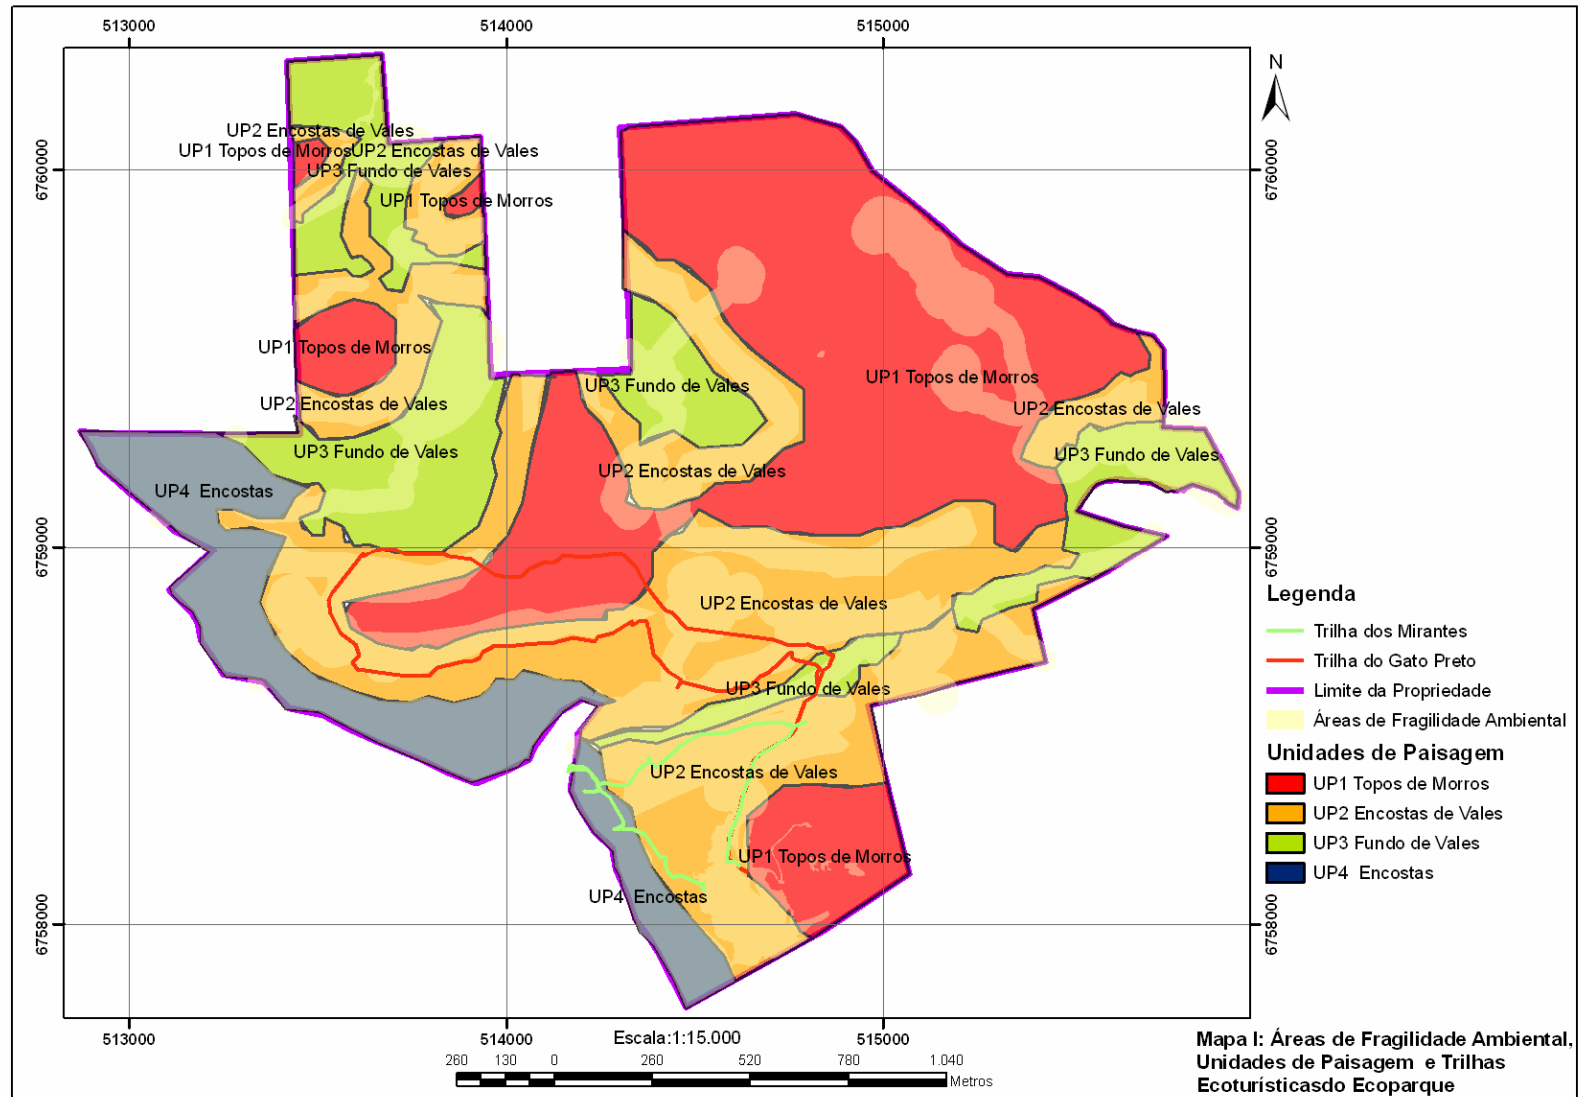 513000
514000
515000
N
6760000
6760000
UP2 Encostas de Vales
UP1 Topos de Morros
UP2 Encostas de Vales
UP3 Fundo de Vales
UP1 Topos de Morros
UP1 Topos de Morros
UP3 Fundo de Vales
UP1 Topos de Morros
UP2 Encostas de Vales
UP2 Encostas de Vales
UP3 Fundo de Vales
UP3 Fundo de Vales
UP2 Encostas de Vales
UP4 Encostas
6759000
6759000
UP2 Encostas de Vales
UP3 Fundo de Vales
UP2 Encostas de Vales
UP1 Topos de Morros
UP4 Encostas
6758000
6758000
Legenda
Trilha dos Mirantes
Trilha do Gato Preto
Limite da Propriedade
Áreas de Fragilidade Ambiental
Unidades de Paisagem
UP1 Topos de Morros
UP2 Encostas de Vales
UP3 Fundo de Vales
UP4 Encostas
513000
514000
515000
Escala:1:15.000
260 130 0 260 520 780 1.040
Metros
Mapa I: Áreas de Fragilidade Ambiental,
Unidades de Paisagem e Trilhas
Ecoturísticasdo Ecoparque